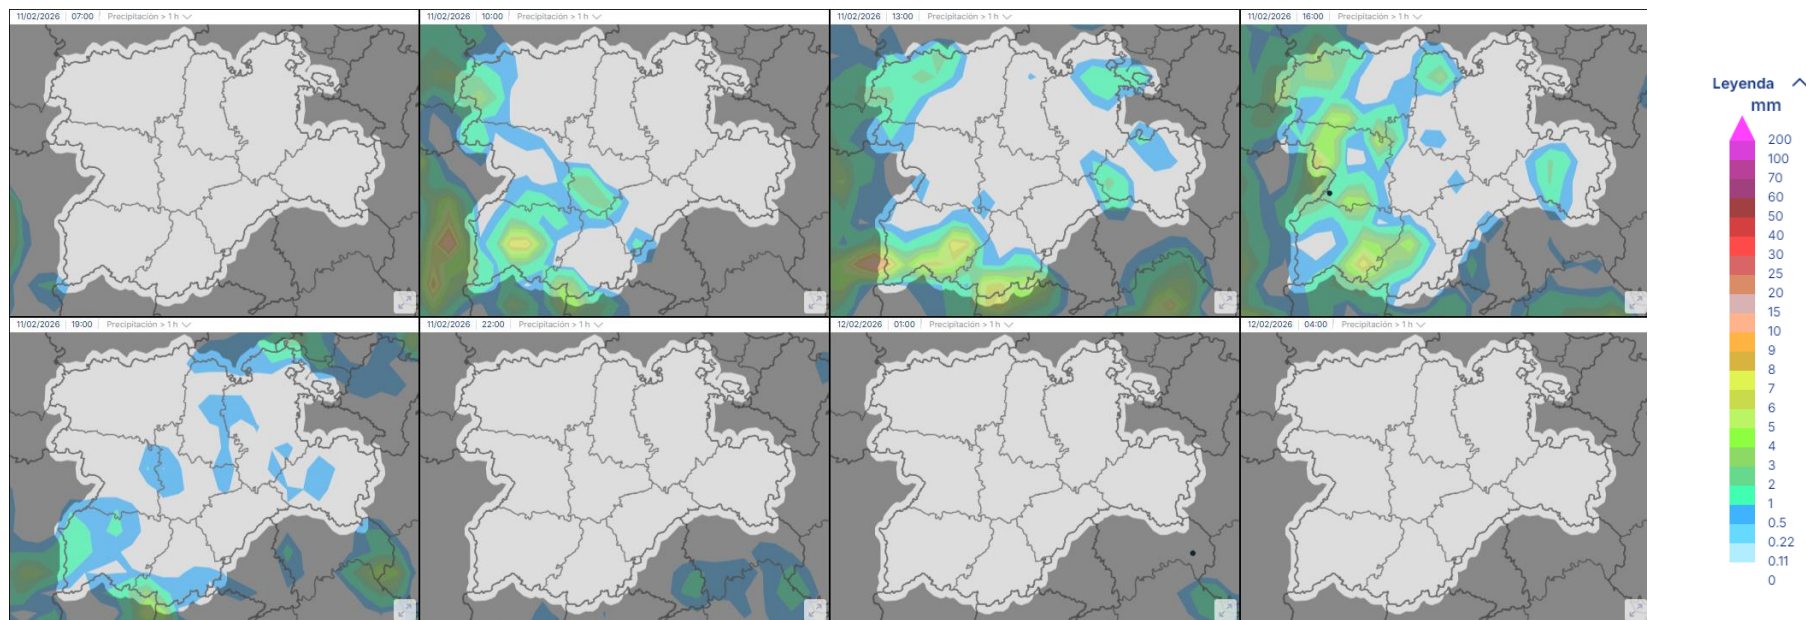 11/02/2026 07:00 Precipitación > 1 h
11/02/2026 10:00 Precipitación > 1 h
11/02/2026 13:00 Precipitación > 1 h
11/02/2026 16:00 Precipitación > 1 h
Leyenda
mm
200
100
70
60
50
40
30
25
20
15
10
9
8
7
6
5
4
3
2
1
0.5
0.22
0.11
0
11/02/2026 19:00 Precipitación > 1 h
11/02/2026 22:00 Precipitación > 1 h
12/02/2026 01:00 Precipitación > 1 h
12/02/2026 04:00 Precipitación > 1 h